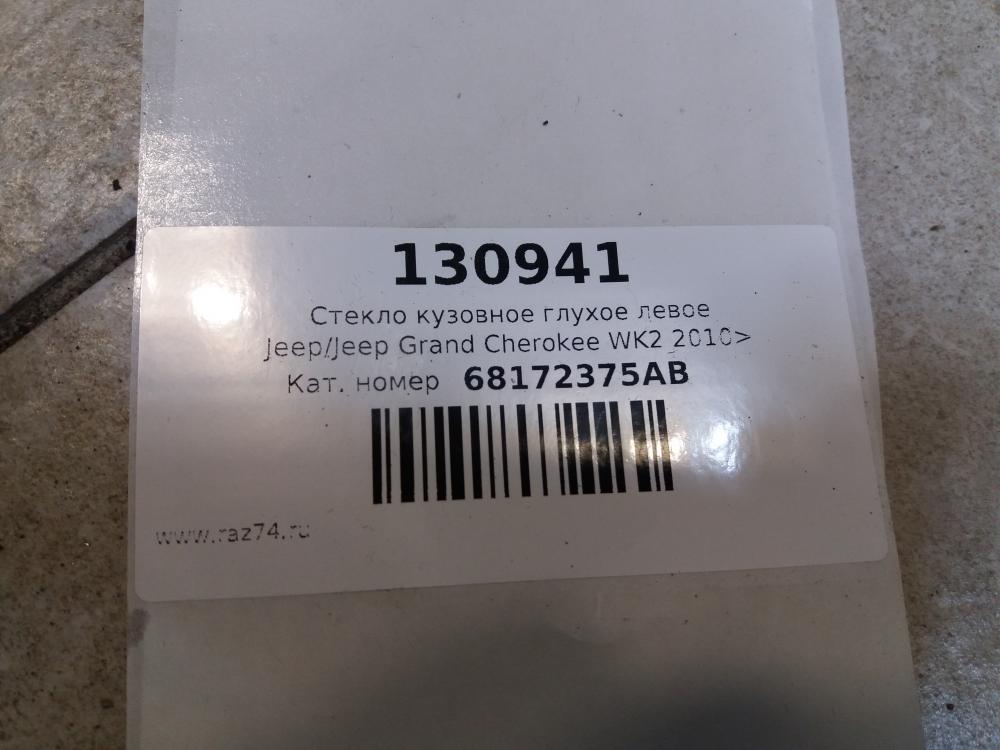 130941
Стекло кузовное глухое левое
Jeep/Jeep Grand Cherokee WK2 2010>
Кат. номер 68172375AB
www.raz74.ru